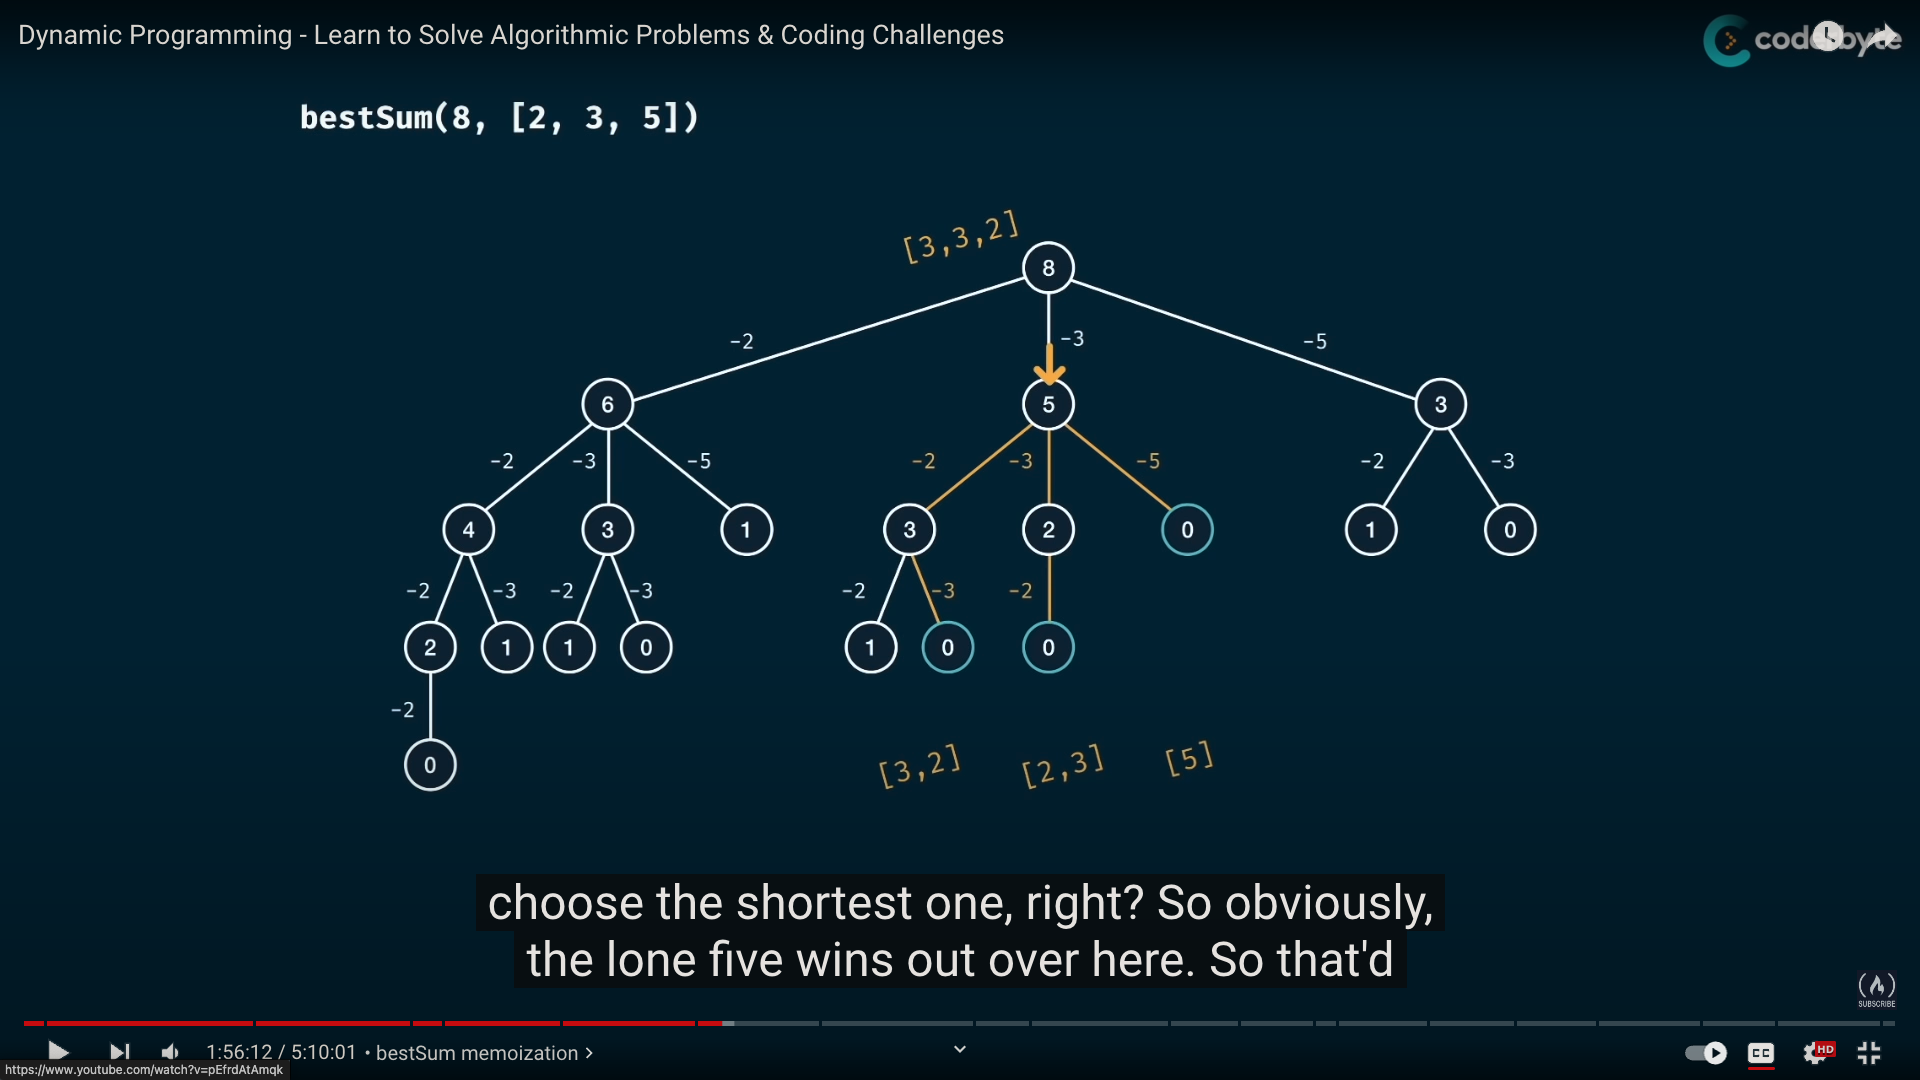 Dynamic Programming - Learn to Solve Algorithmic Problems & Coding Challenges
coderbyte
bestSum(8, [2, 3, 5])
[3,3,2]
8
-2 -3 -5
6 5 3
-2 -3 -5 -2 -3 -5 -2 -3
4 3 1 3 2 0 1 0
-2 -3 -2 -3 -2 -3 -2
2 1 1 0 1 0 0
-2
0
[3,2] [2,3] [5]
choose the shortest one, right? So obviously,
the lone five wins out over here. So that'd
SUBSCRIBE
1:56:12 / 5:10:01 • bestSum memoization >
CC HD
https://www.youtube.com/watch?v=pEfrdAtAmqk